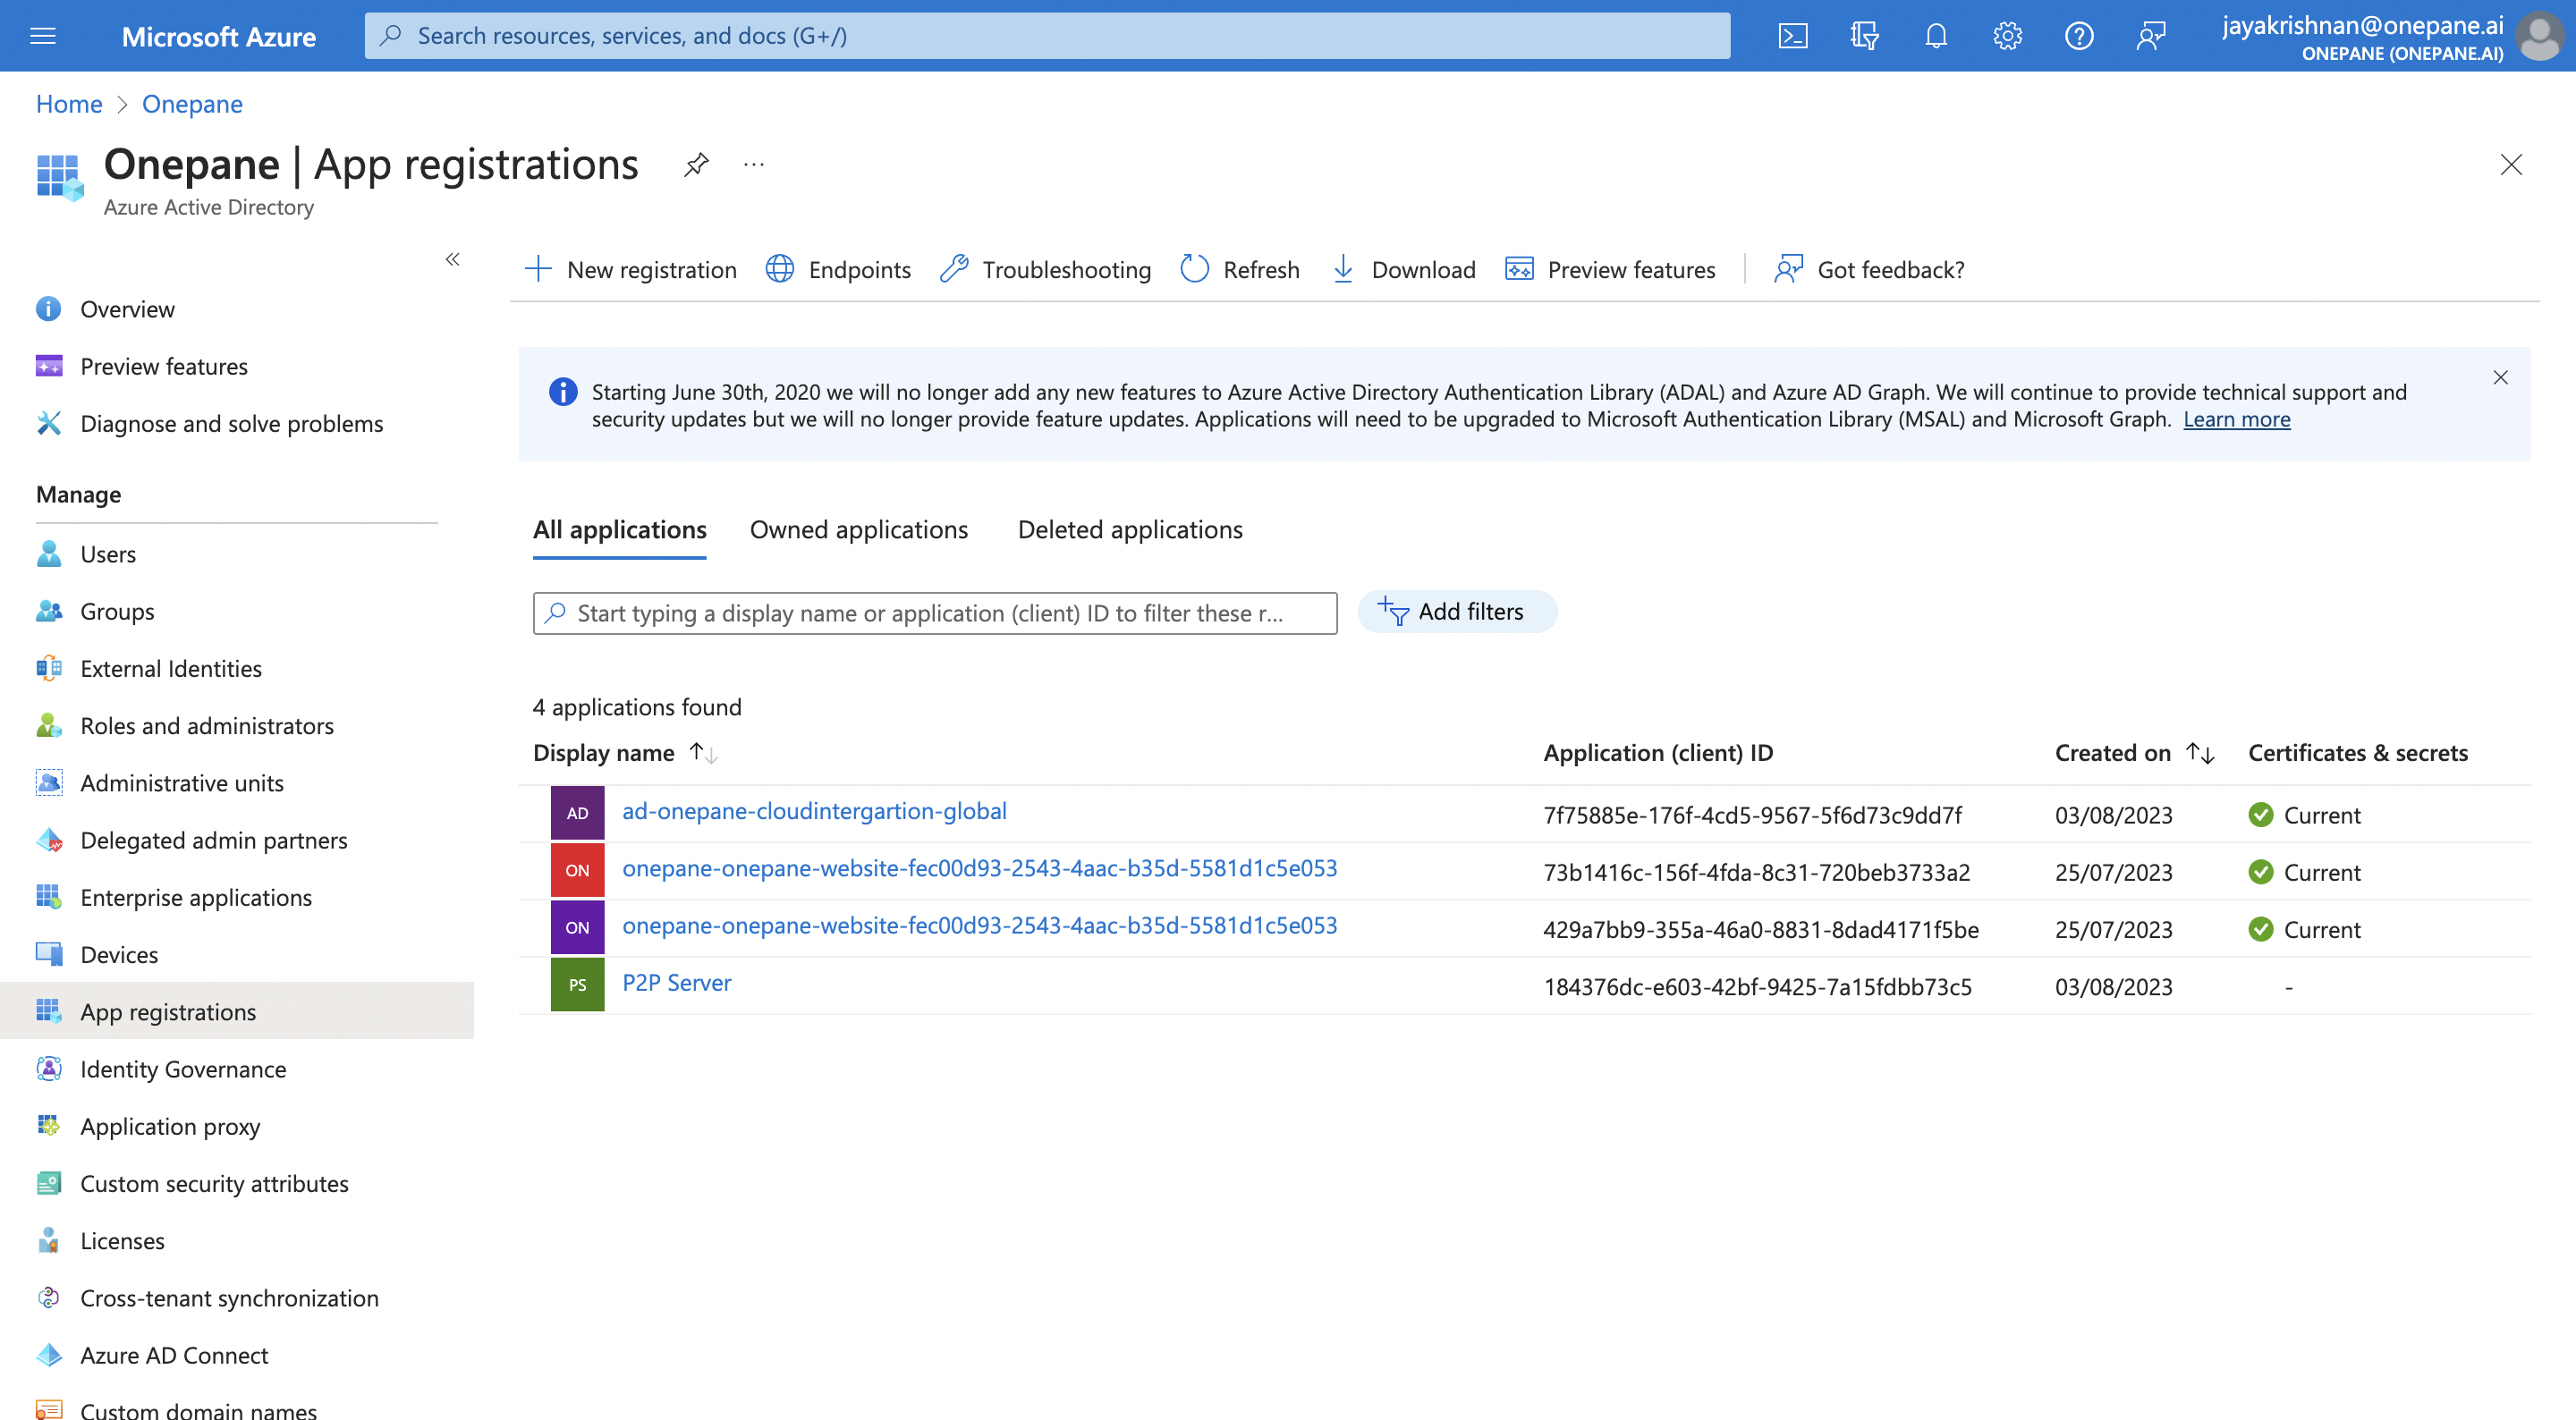 Microsoft Azure
Search resources, services, and docs (G+/)
jayakrishnan@onepane.ai
ONEPANE (ONEPANE.AI)
Home > Onepane
Onepane | App registrations
Azure Active Directory
Overview
Preview features
Diagnose and solve problems
Manage
Users
Groups
External Identities
Roles and administrators
Administrative units
Delegated admin partners
Enterprise applications
Devices
App registrations
Identity Governance
Application proxy
Custom security attributes
Licenses
Cross-tenant synchronization
Azure AD Connect
Custom domain names
New registration Endpoints Troubleshooting Refresh Download Preview features Got feedback?
Starting June 30th, 2020 we will no longer add any new features to Azure Active Directory Authentication Library (ADAL) and Azure AD Graph. We will continue to provide technical support and
security updates but we will no longer provide feature updates. Applications will need to be upgraded to Microsoft Authentication Library (MSAL) and Microsoft Graph. Learn more
All applications Owned applications Deleted applications
Start typing a display name or application (client) ID to filter these r...
Add filters
4 applications found
Display name Application (client) ID Created on Certificates & secrets
AD ad-onepane-cloudintergartion-global 7f75885e-176f-4cd5-9567-5f6d73c9dd7f 03/08/2023 Current
ON onepane-onepane-website-fec00d93-2543-4aac-b35d-5581d1c5e053 73b1416c-156f-4fda-8c31-720beb3733a2 25/07/2023 Current
ON onepane-onepane-website-fec00d93-2543-4aac-b35d-5581d1c5e053 429a7bb9-355a-46a0-8831-8dad4171f5be 25/07/2023 Current
PS P2P Server 184376dc-e603-42bf-9425-7a15fdbb73c5 03/08/2023 -